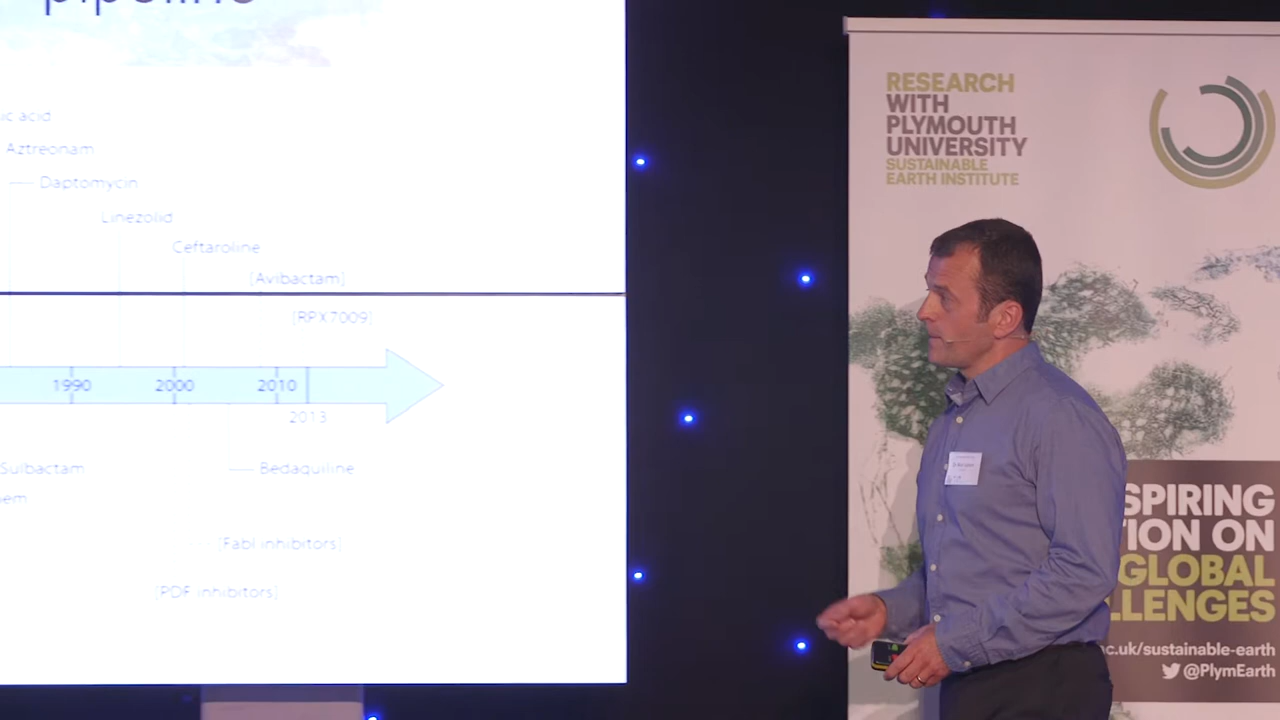 pipeline
ic acid
Aztreonam
Daptomycin
Linezolid
Ceftaroline
[Avibactam]
[RPX7009]
1990 2000 2010
2013
Sulbactam
Bedaquiline
em
[FabI inhibitors]
[PDF inhibitors]
RESEARCH
WITH
PLYMOUTH
UNIVERSITY
SUSTAINABLE
EARTH INSTITUTE
SPIRING
TION ON
GLOBAL
LLENGES
c.uk/sustainable-earth
@PlymEarth